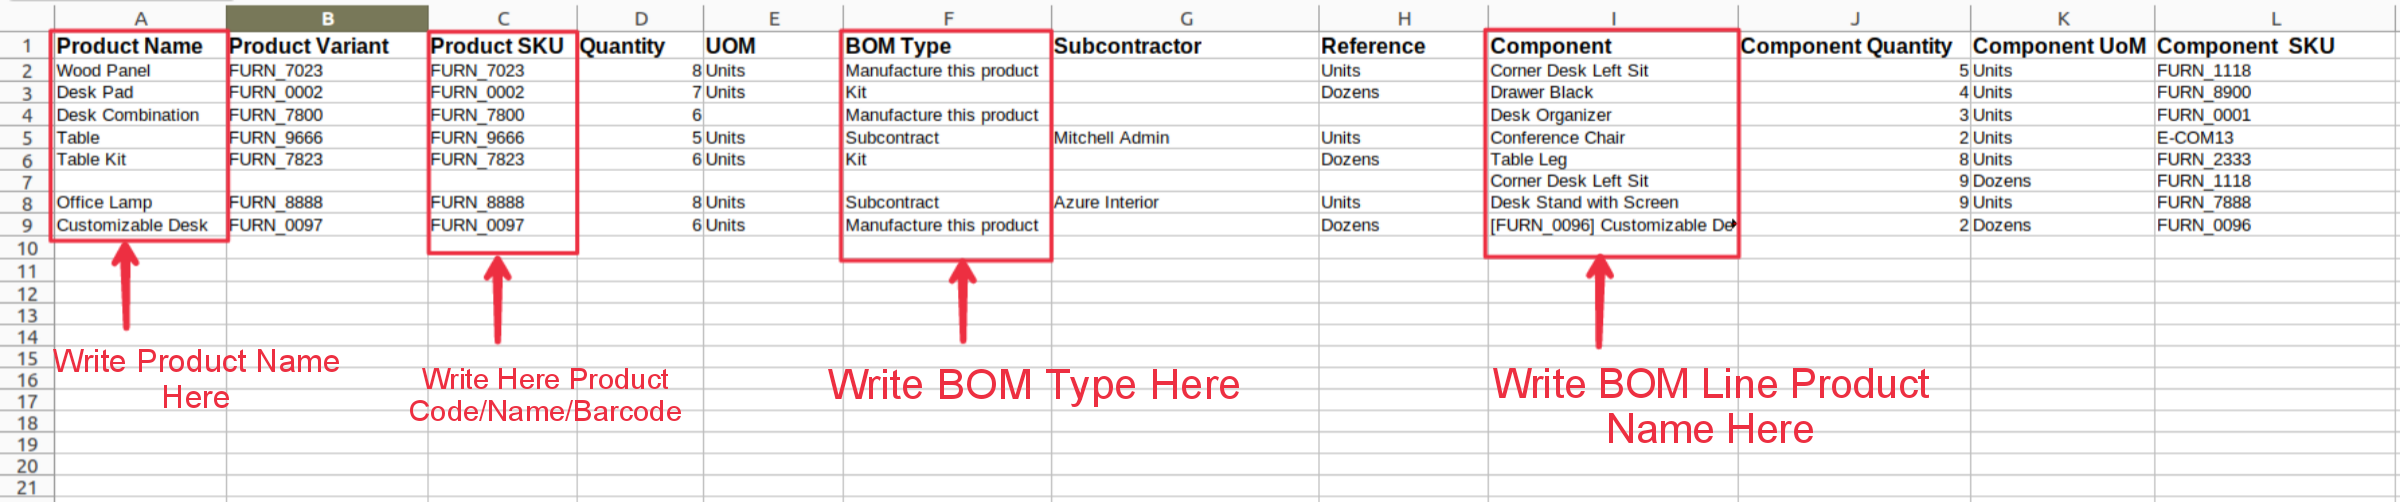 A B C D E F G H I J K L
1 Product Name Product Variant Product SKU Quantity UOM BOM Type Subcontractor Reference Component Component Quantity Component UoM Component SKU
2 Wood Panel FURN_7023 FURN_7023 8 Units Manufacture this product Units Corner Desk Left Sit 5 Units FURN_1118
3 Desk Pad FURN_0002 FURN_0002 7 Units Kit Dozens Drawer Black 4 Units FURN_8900
4 Desk Combination FURN_7800 FURN_7800 6 Manufacture this product Desk Organizer 3 Units FURN_0001
5 Table FURN_9666 FURN_9666 5 Units Subcontract Mitchell Admin Units Conference Chair 2 Units E-COM13
6 Table Kit FURN_7823 FURN_7823 6 Units Kit Dozens Table Leg 8 Units FURN_2333
7 Corner Desk Left Sit 9 Dozens FURN_1118
8 Office Lamp FURN_8888 FURN_8888 8 Units Subcontract Azure Interior Units Desk Stand with Screen 9 Units FURN_7888
9 Customizable Desk FURN_0097 FURN_0097 6 Units Manufacture this product Dozens [FURN_0096] Customizable De 2 Dozens FURN_0096
10
11
12
13
14
15
16
17
18
19
20
21
Write Product Name
Here
Write Here Product
Code/Name/Barcode
Write BOM Type Here
Write BOM Line Product
Name Here